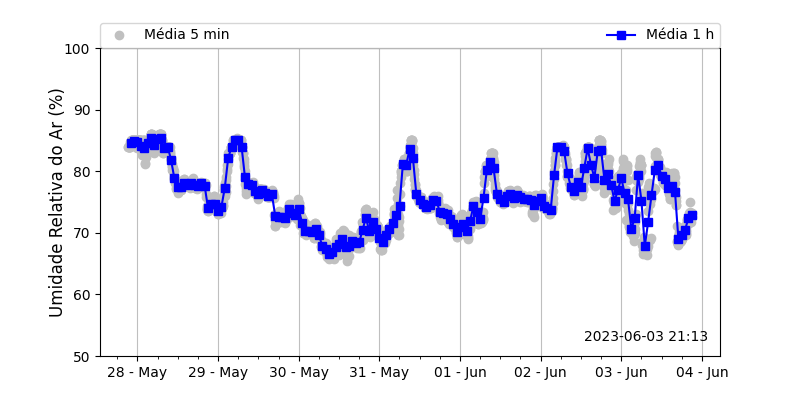 Média 5 min
Média 1 h
Umidade Relativa do Ar (%)
100
90
80
70
60
50
2023-06-03 21:13
28 - May
29 - May
30 - May
31 - May
01 - Jun
02 - Jun
03 - Jun
04 - Jun